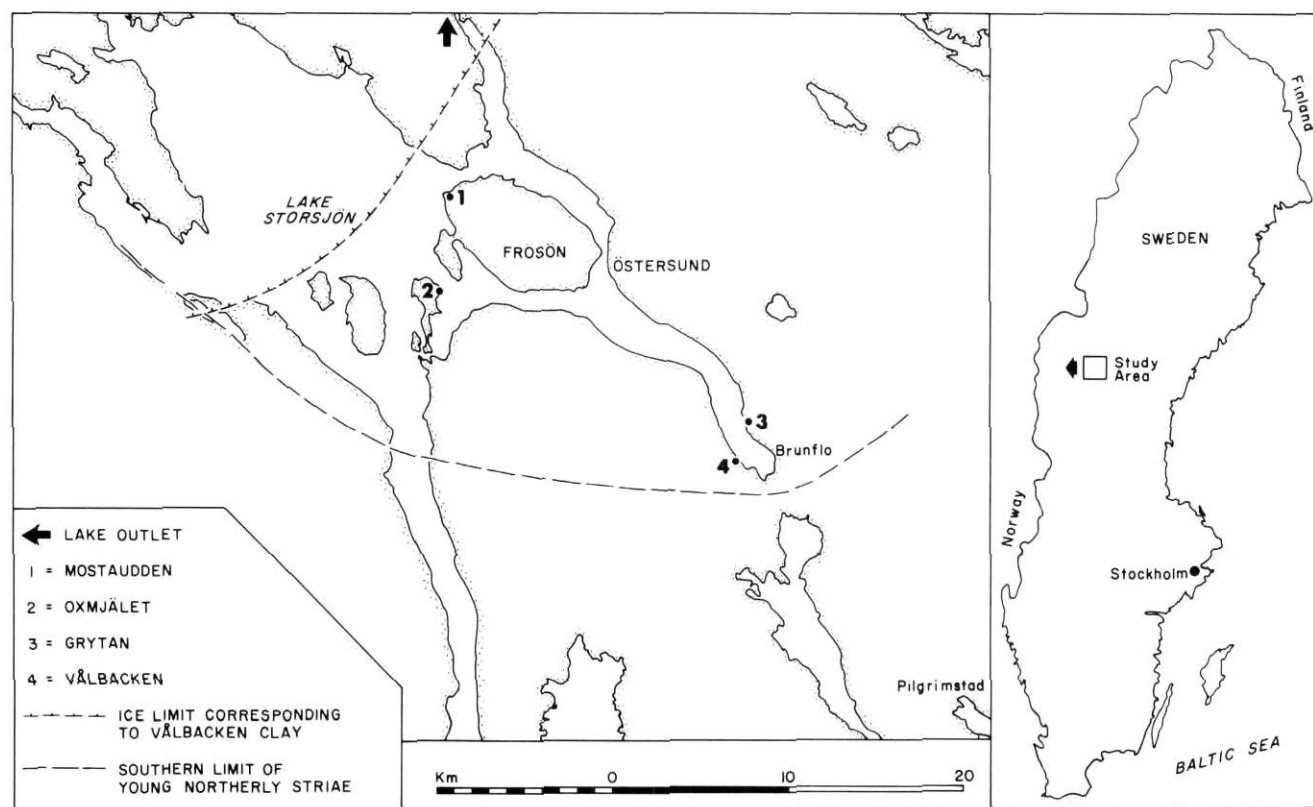 LAKE
STORSJÖN
1
FROSÖN
ÖSTERSUND
2
3
Brunflo
4
Pilgrimstad
LAKE OUTLET
1 = MOSTAUDDEN
2 = OXMJÄLET
3 = GRYTAN
4 = VÅLBACKEN
ICE LIMIT CORRESPONDING
TO VÅLBACKEN CLAY
SOUTHERN LIMIT OF
YOUNG NORTHERLY STRIAE
Km 0 10 20
Finland
SWEDEN
Study
Area
Norway
Stockholm
BALTIC SEA